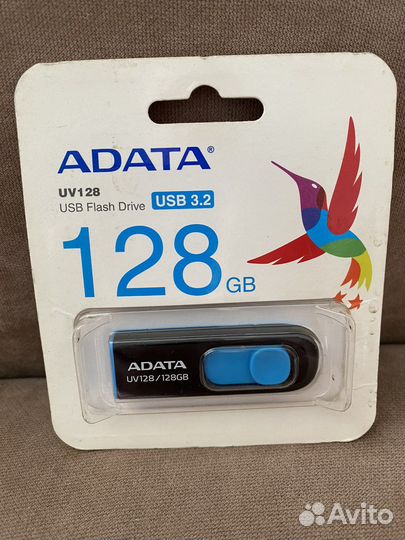 ADATA®
UV128
USB Flash Drive USB 3.2
128 GB
ADATA
UV128/128GB
Avito